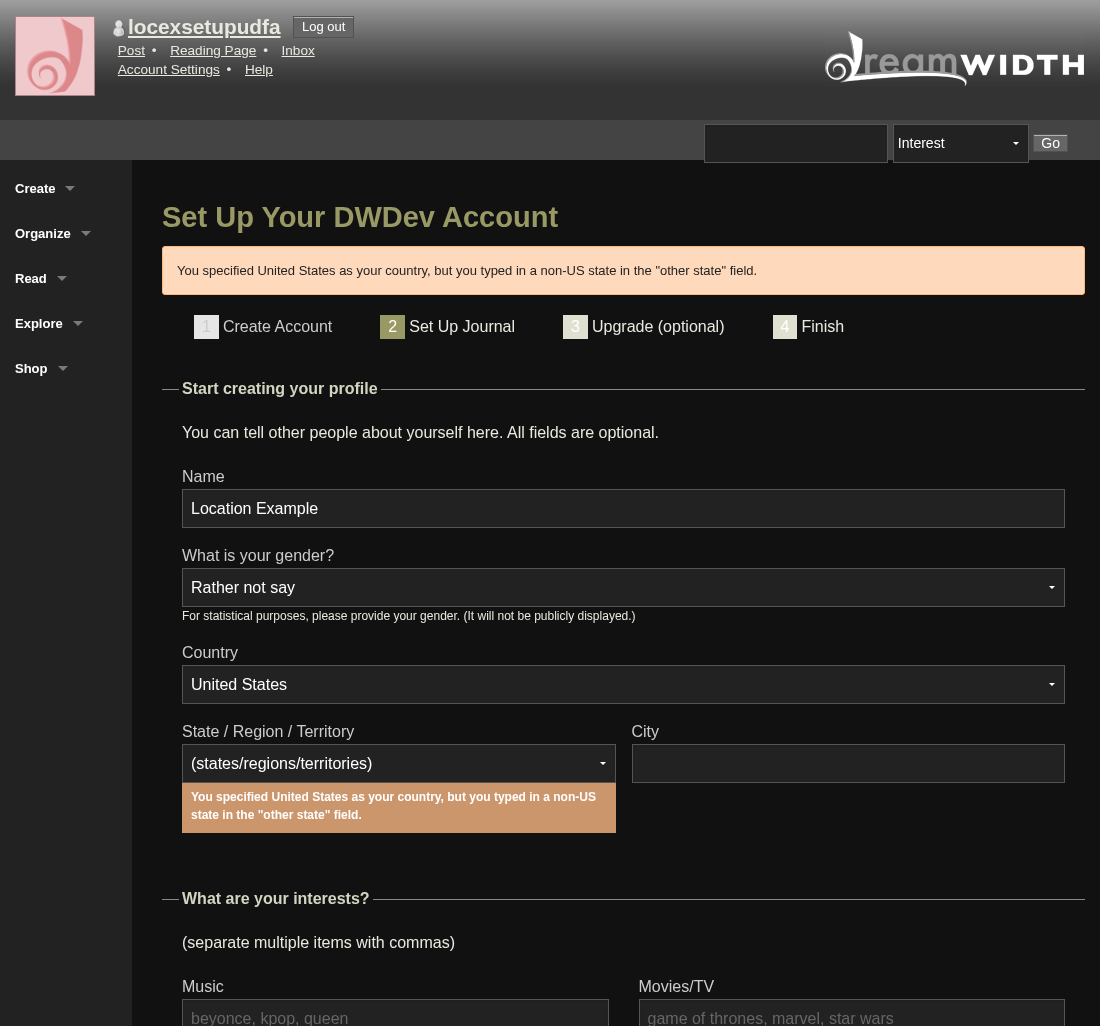 locexsetupudfa Log out
Post • Reading Page • Inbox
Account Settings • Help
dreamWIDTH
Interest Go
Create
Organize
Read
Explore
Shop
Set Up Your DWDev Account
You specified United States as your country, but you typed in a non-US state in the "other state" field.
1 Create Account 2 Set Up Journal 3 Upgrade (optional) 4 Finish
Start creating your profile
You can tell other people about yourself here. All fields are optional.
Name
Location Example
What is your gender?
Rather not say
For statistical purposes, please provide your gender. (It will not be publicly displayed.)
Country
United States
State / Region / Territory City
(states/regions/territories)
You specified United States as your country, but you typed in a non-US
state in the "other state" field.
What are your interests?
(separate multiple items with commas)
Music Movies/TV
beyonce, kpop, queen game of thrones, marvel, star wars